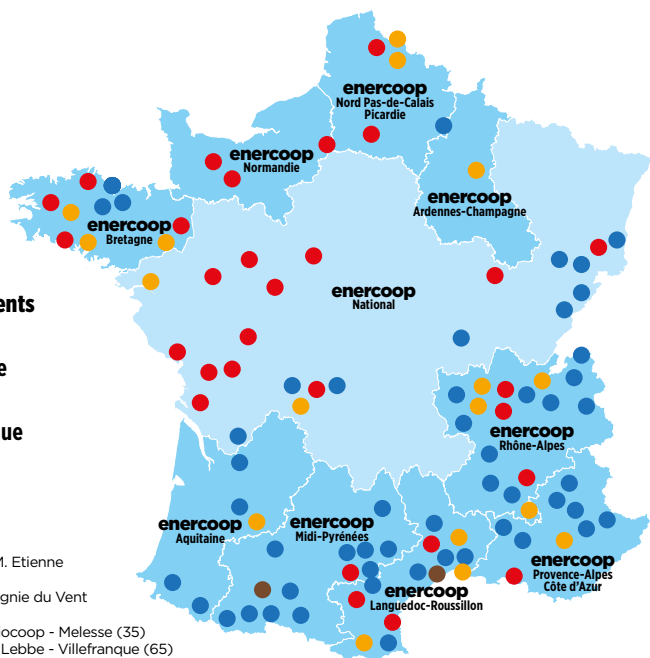 enercoop
Nord Pas-de-Calais
Picardie
enercoop
Normandie
enercoop
Ardennes-Champagne
enercoop
Bretagne
enercoop
National
ents
e
ue
enercoop
Rhône-Alpes
enercoop
Aquitaine
enercoop
Midi-Pyrénées
enercoop
Provence-Alpes
Côte d'Azur
enercoop
Languedoc-Roussillon
M. Etienne
gnie du Vent
ocoop - Melesse (35)
Lebbe - Villefranque (65)